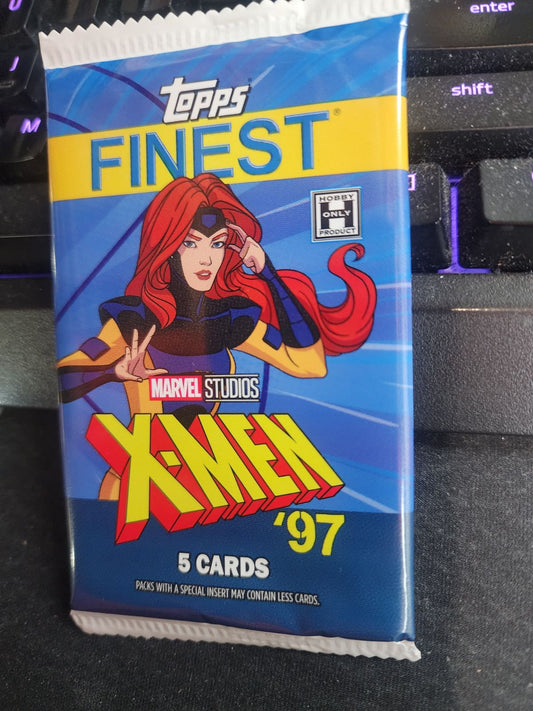 enter
shift
J
M
]
topps
FINEST®
HOBBY
H
ONLY
PRODUCT
MARVEL STUDIOS
X-MEN
'97
5 CARDS
PACKS WITH A SPECIAL INSERT MAY CONTAIN LESS CARDS.